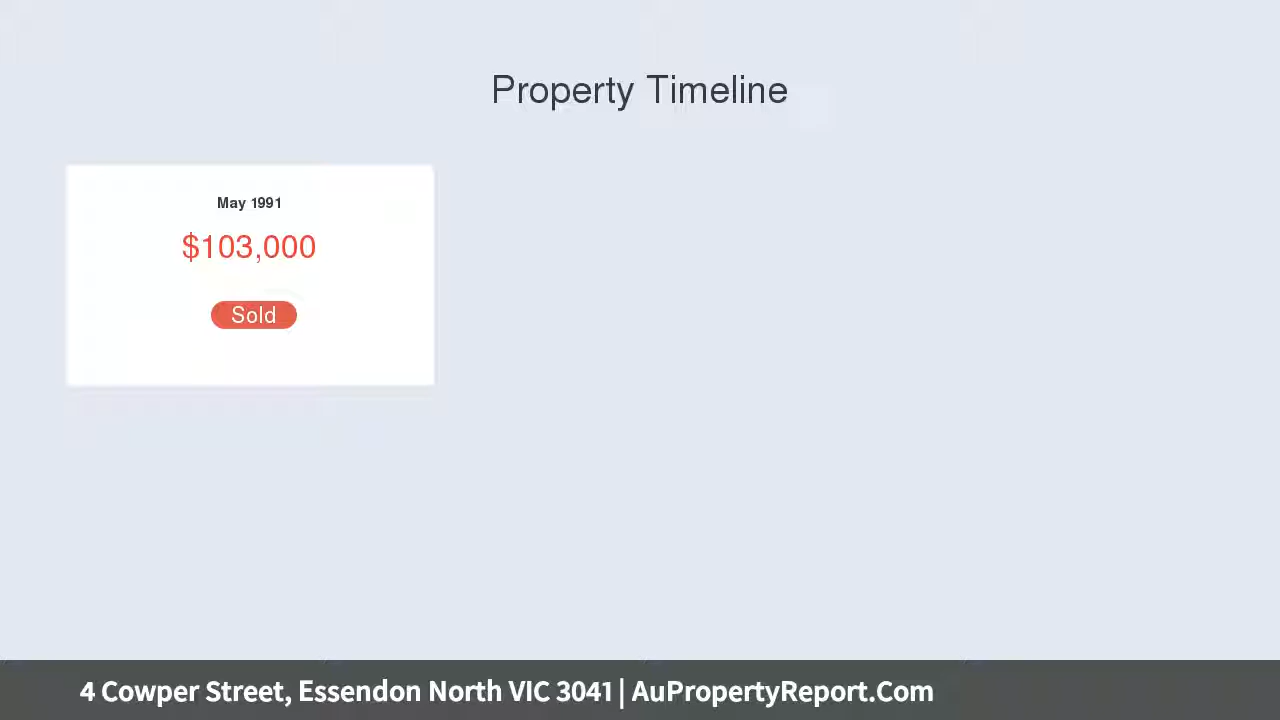 Property Timeline
May 1991
$103,000
Sold
4 Cowper Street, Essendon North VIC 3041 | AuPropertyReport.Com